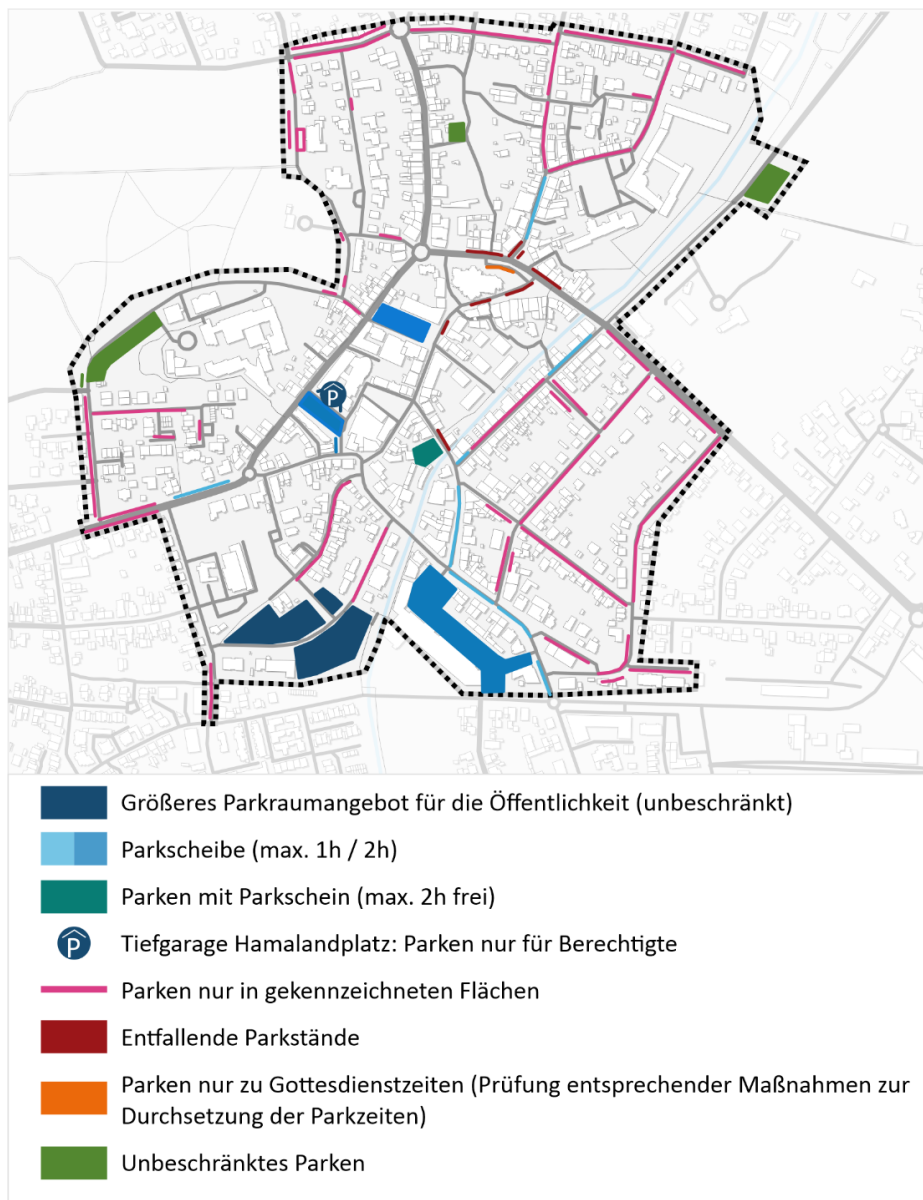 P
Größeres Parkraumangebot für die Öffentlichkeit (unbeschränkt)
Parkscheibe (max. 1h / 2h)
Parken mit Parkschein (max. 2h frei)
P
Tiefgarage Hamalandplatz: Parken nur für Berechtigte
Parken nur in gekennzeichneten Flächen
Entfallende Parkstände
Parken nur zu Gottesdienstzeiten (Prüfung entsprechender Maßnahmen zur
Durchsetzung der Parkzeiten)
Unbeschränktes Parken